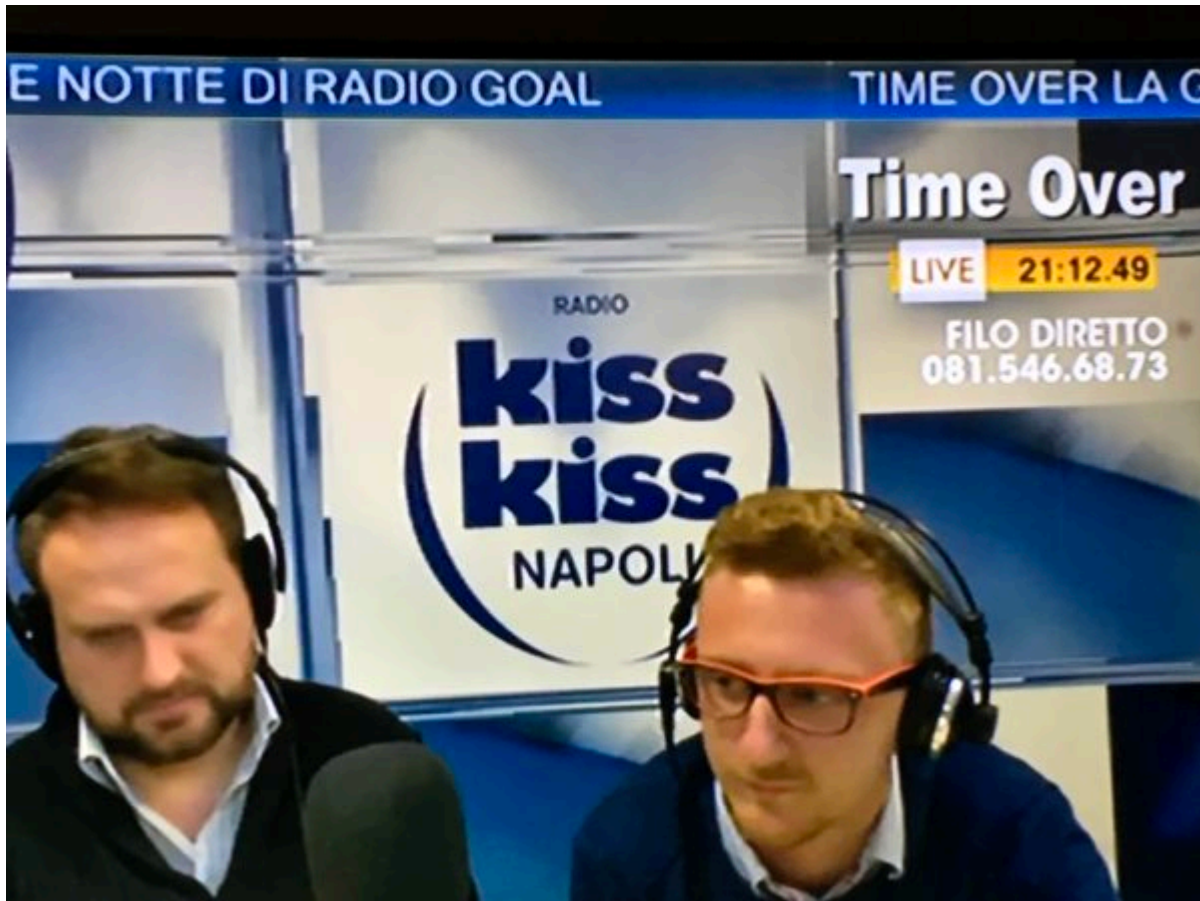 E NOTTE DI RADIO GOAL TIME OVER LA G
Time Over
LIVE 21:12.49
FILO DIRETTO
081.546.68.73
RADIO
kiss
kiss
NAPOLI